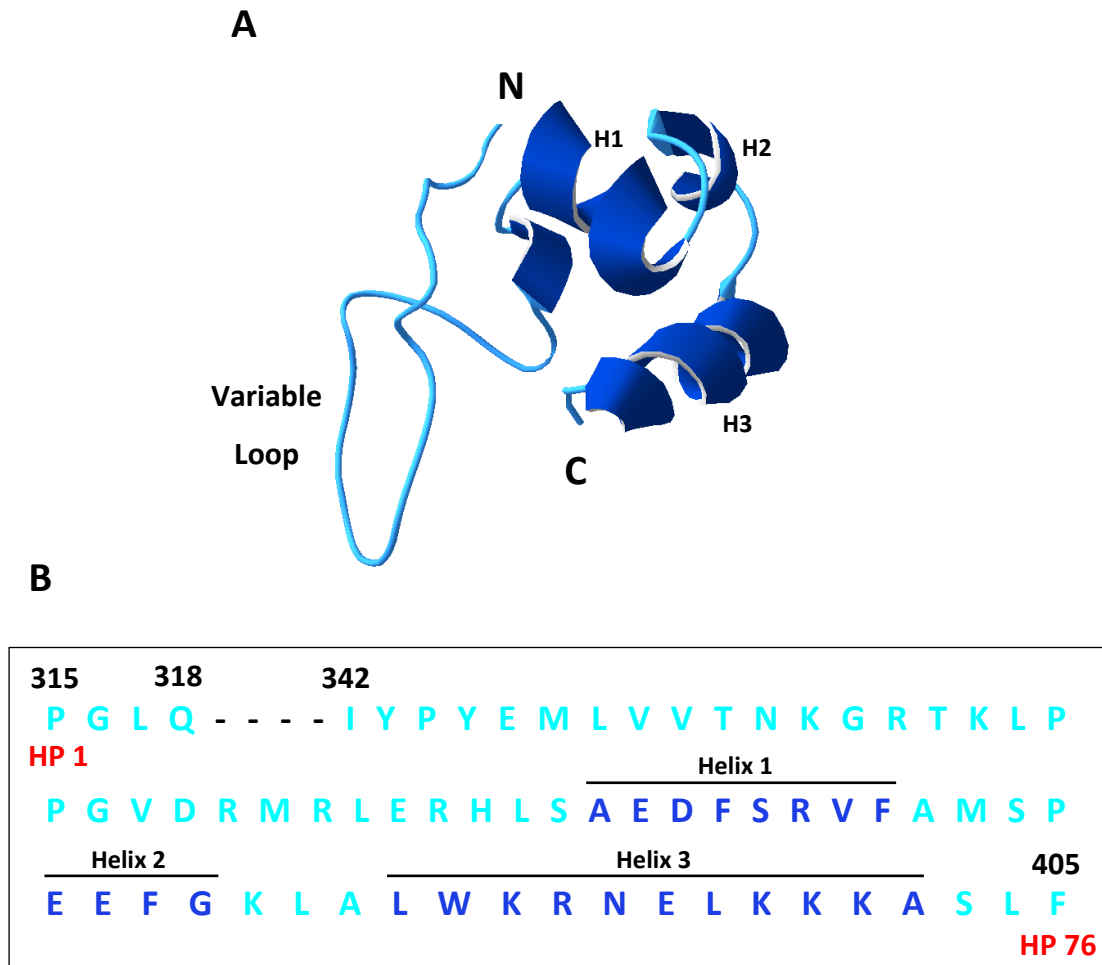 A
N
H1
H2
Variable
Loop
H3
C
B
315 318 342
P G L Q - - - - I Y P Y E M L V V T N K G R T K L P
HP 1
Helix 1
P G V D R M R L E R H L S A E D F S R V F A M S P
Helix 2 Helix 3 405
E E F G K L A L W K R N E L K K K A S L F
HP 76